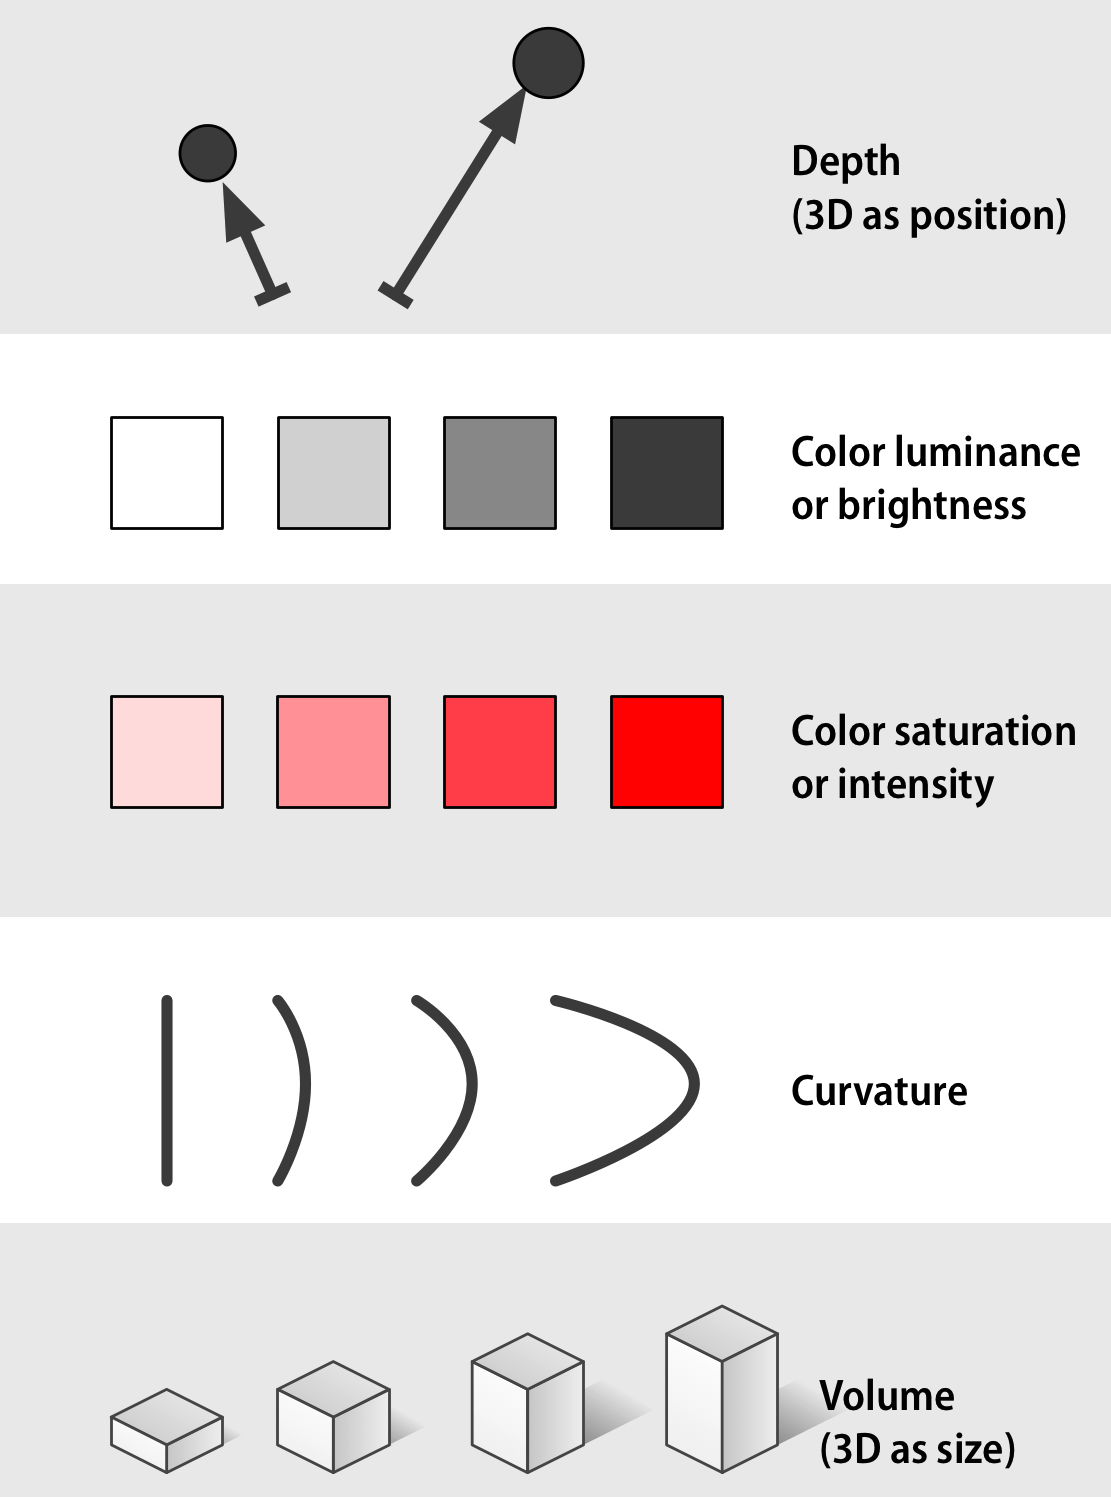 Depth
(3D as position)
Color luminance
or brightness
Color saturation
or intensity
Curvature
Volume
(3D as size)